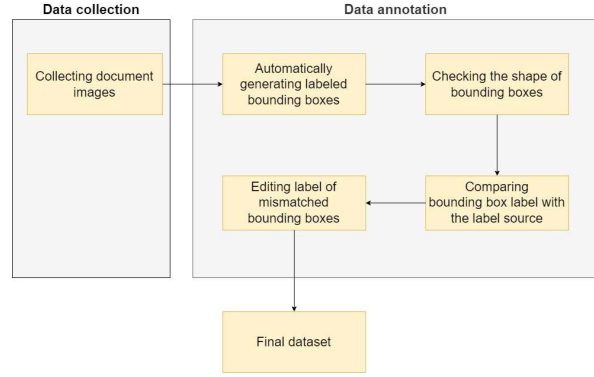 Data collection
Data annotation
Collecting document
images
Automatically
generating labeled
bounding boxes
Checking the shape of
bounding boxes
Comparing
bounding box label with
the label source
Editing label of
mismatched
bounding boxes
Final dataset